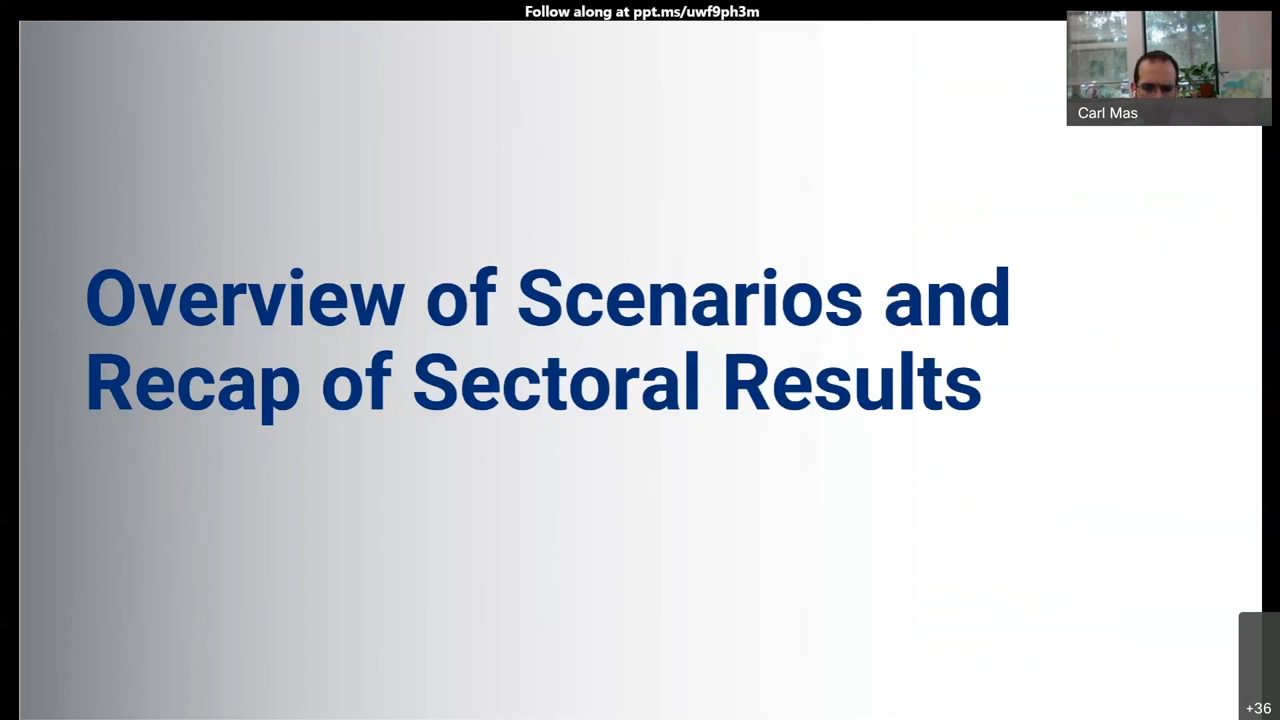 Follow along at ppt.ms/uwf9ph3m
Carl Mas
Overview of Scenarios and
Recap of Sectoral Results
+36